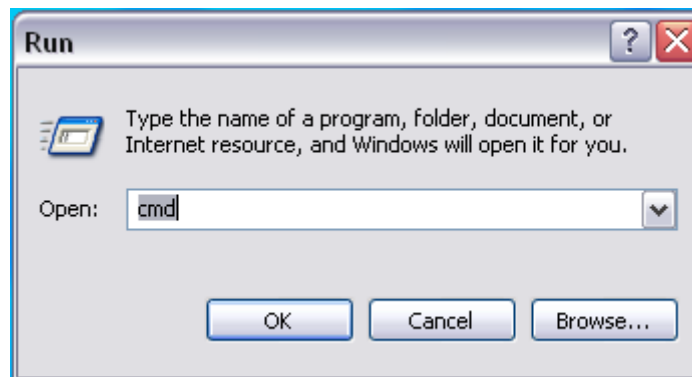 Run
Type the name of a program, folder, document, or
Internet resource, and Windows will open it for you.
Open: cmd
OK Cancel Browse...